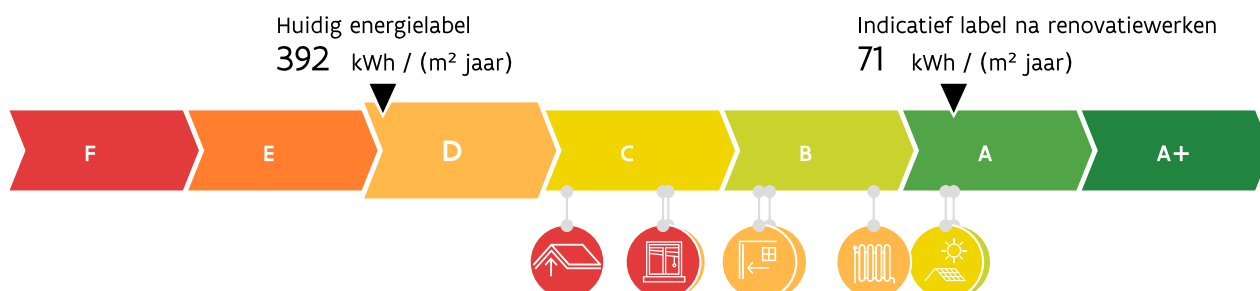 Huidig energielabel
392 kWh / (m² jaar)
Indicatief label na renovatiewerken
71 kWh / (m² jaar)
F E D C B A A+